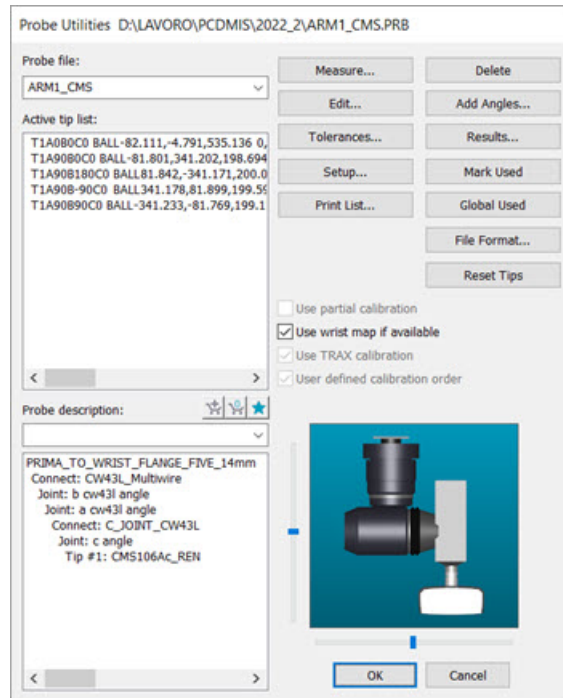 Probe Utilities D:\LAVORO\PCDMIS\2022_2\ARM1_CMS.PRB
Probe file:
ARM1_CMS
Active tip list:
T1A0B0C0 BALL-82.111,-4.791,535.136 0,
T1A90B0C0 BALL-81.801,341.202,198.694
T1A90B180C0 BALL81.842,-341.171,200.0
T1A90B-90C0 BALL341.178,81.899,199.59
T1A90B90C0 BALL-341.233,-81.769,199.1
Measure...
Delete
Edit...
Add Angles...
Tolerances...
Results...
Setup...
Mark Used
Print List...
Global Used
File Format...
Reset Tips
Use partial calibration
Use wrist map if available
Use TRAX calibration
User defined calibration order
Probe description:
PRIMA_TO_WRIST_FLANGE_FIVE_14mm
Connect: CW43L_Multiwire
Joint: b cw43l angle
Joint: a cw43l angle
Connect: C_JOINT_CW43L
Joint: c angle
Tip #1: CMS106Ac_REN
OK
Cancel